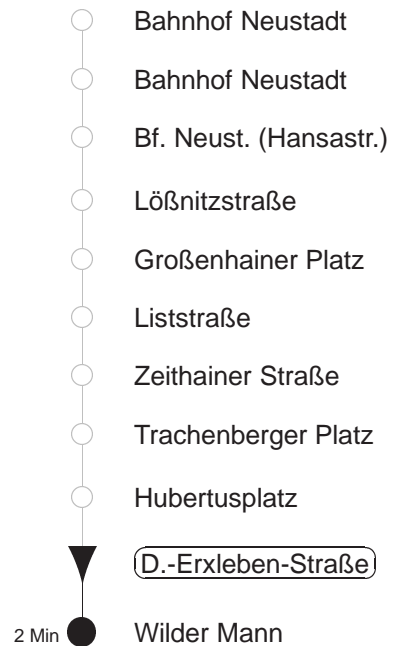 Bahnhof Neustadt
Bahnhof Neustadt
Bf. Neust. (Hansastr.)
Lößnitzstraße
Großenhainer Platz
Liststraße
Zeithainer Straße
Trachenberger Platz
Hubertusplatz
D.-Erxleben-Straße
2 Min Wilder Mann